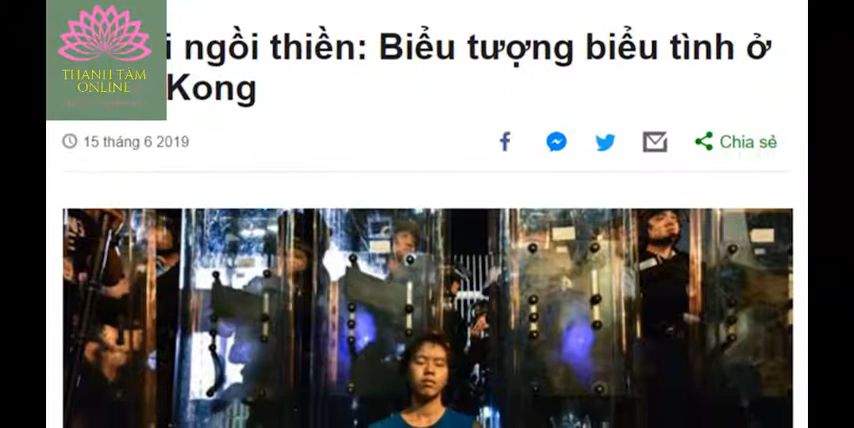 i ngồi thiền: Biểu tượng biểu tình ở
Kong
THANH TÂM
ONLINE
15 tháng 6 2019
Chia sẻ